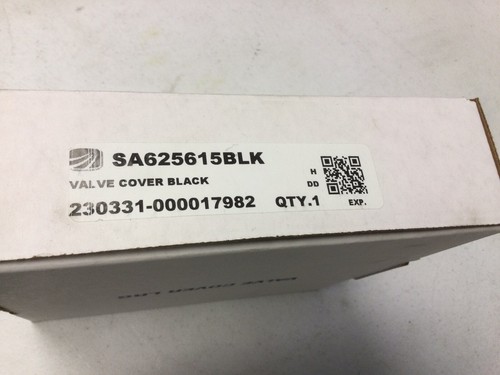 SA625615BLK
VALVE COVER BLACK
H
DD
230331-000017982 QTY.1 EXP.